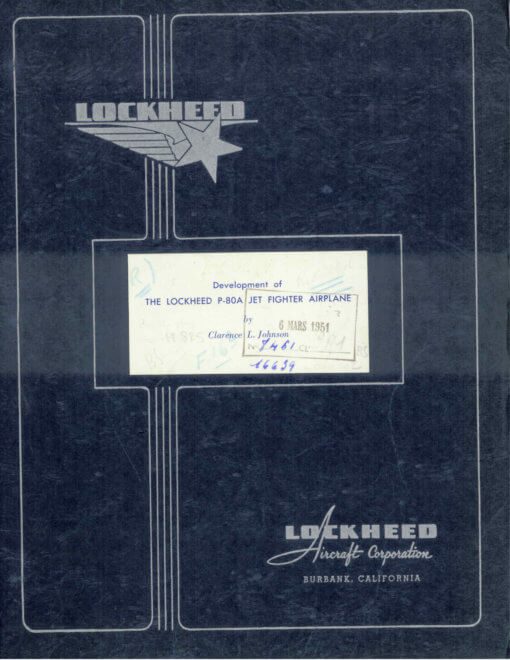 LOCKHEED
Development of
THE LOCKHEED P-80A JET FIGHTER AIRPLANE
by
6 MARS 1951
Clarence L. Johnson
16639
LOCKHEED
Aircraft Corporation
BURBANK, CALIFORNIA